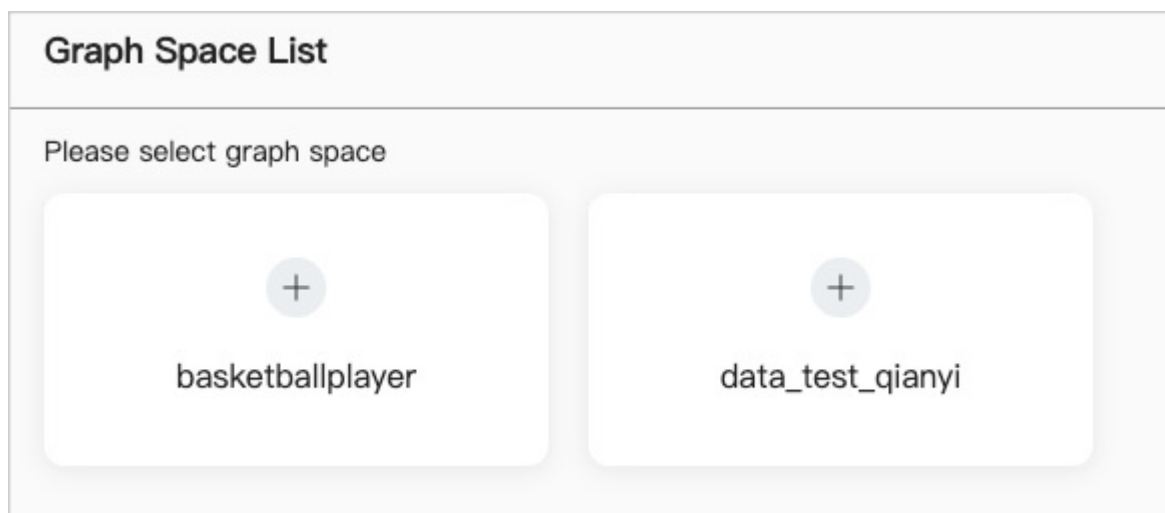 Graph Space List
Please select graph space
basketballplayer
data_test_qianyi